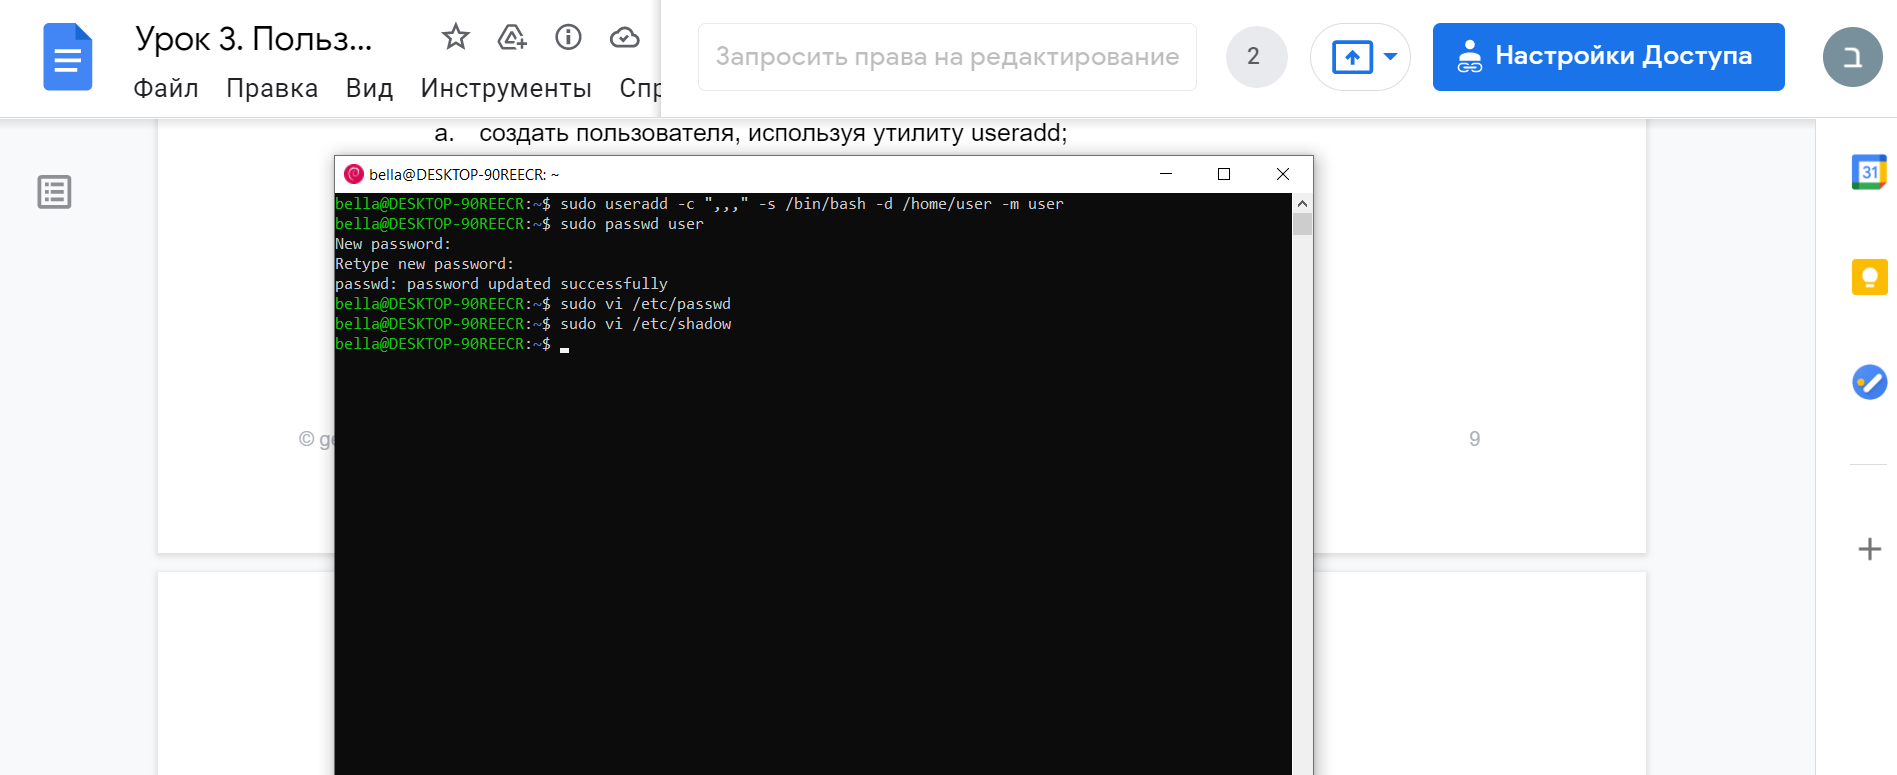 Урок 3. Польз...
Файл Правка Вид Инструменты Спр
Запросить права на редактирование
2
Настройки Доступа
ב
a. создать пользователя, используя утилиту useradd;
31
bella@DESKTOP-90REECR: ~
bella@DESKTOP-90REECR:~$ sudo useradd -c ",,," -s /bin/bash -d /home/user -m user
bella@DESKTOP-90REECR:~$ sudo passwd user
New password:
Retype new password:
passwd: password updated successfully
bella@DESKTOP-90REECR:~$ sudo vi /etc/passwd
bella@DESKTOP-90REECR:~$ sudo vi /etc/shadow
bella@DESKTOP-90REECR:~$
© ge
9